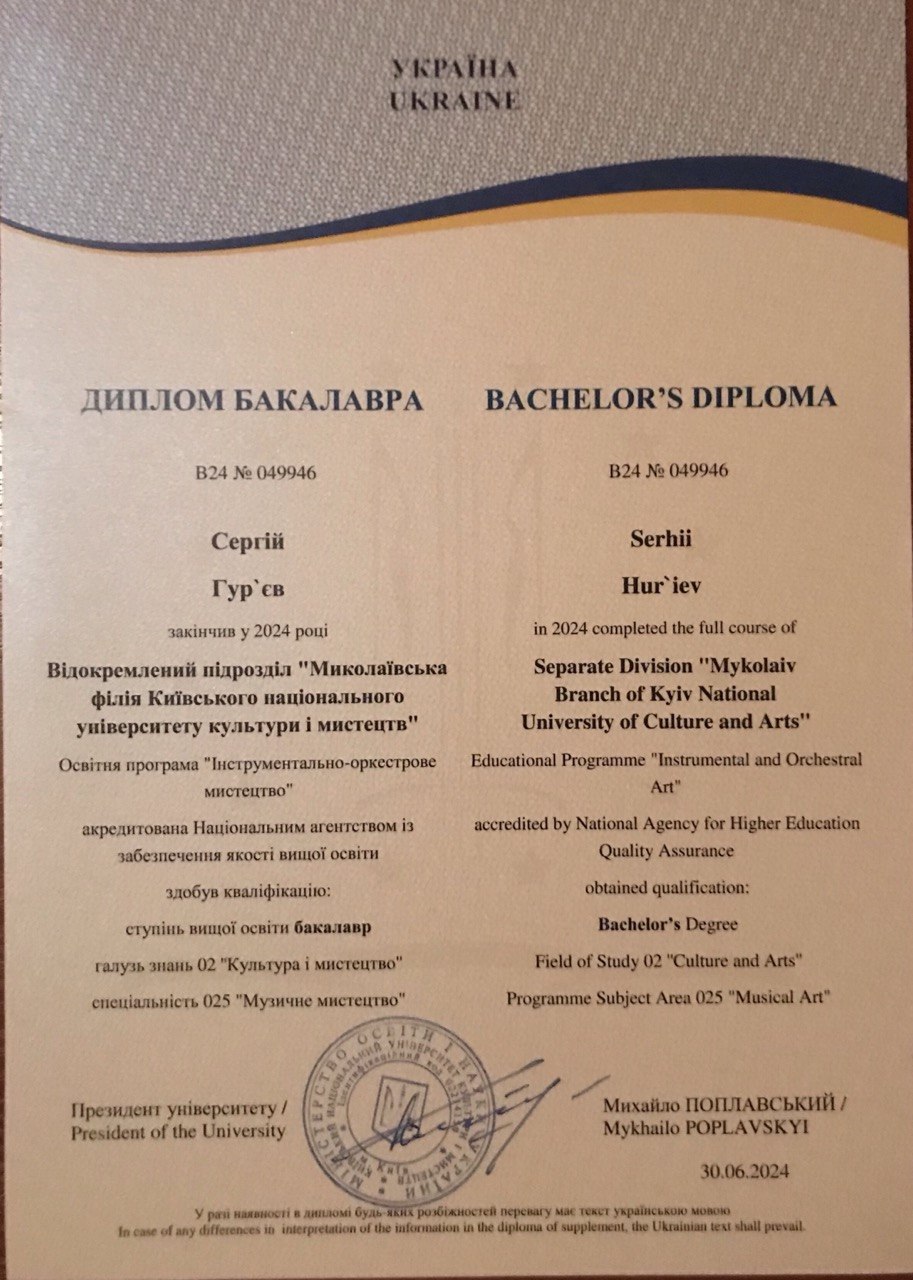 УКРАЇНА
UKRAINE
ДИПЛОМ БАКАЛАВРА
В24 № 049946
Сергій
Гур`єв
закінчив у 2024 році
Відокремлений підрозділ "Миколаївська
філія Київського національного
університету культури і мистецтв"
Освітня програма "Інструментально-оркестрове
мистецтво"
акредитована Національним агентством із
забезпечення якості вищої освіти
здобув кваліфікацію:
ступінь вищої освіти бакалавр
галузь знань 02 "Культура і мистецтво"
спеціальність 025 "Музичне мистецтво"
BACHELOR’S DIPLOMA
B24 № 049946
Serhii
Hur`iev
in 2024 completed the full course of
Separate Division "Mykolaiv
Branch of Kyiv National
University of Culture and Arts"
Educational Programme "Instrumental and Orchestral
Art"
accredited by National Agency for Higher Education
Quality Assurance
obtained qualification:
Bachelor’s Degree
Field of Study 02 "Culture and Arts"
Programme Subject Area 025 "Musical Art"
Президент університету /
President of the University
МІНІСТЕРСТВО ОСВІТИ І НАУКИ УКРАЇНИ
Михайло ПОПЛАВСЬКИЙ /
Mykhailo POPLAVSKYI
30.06.2024
У разі наявності в дипломі будь-яких розбіжностей перевагу має текст українською мовою
In case of any differences in interpretation of the information in the diploma of supplement, the Ukrainian text shall prevail.